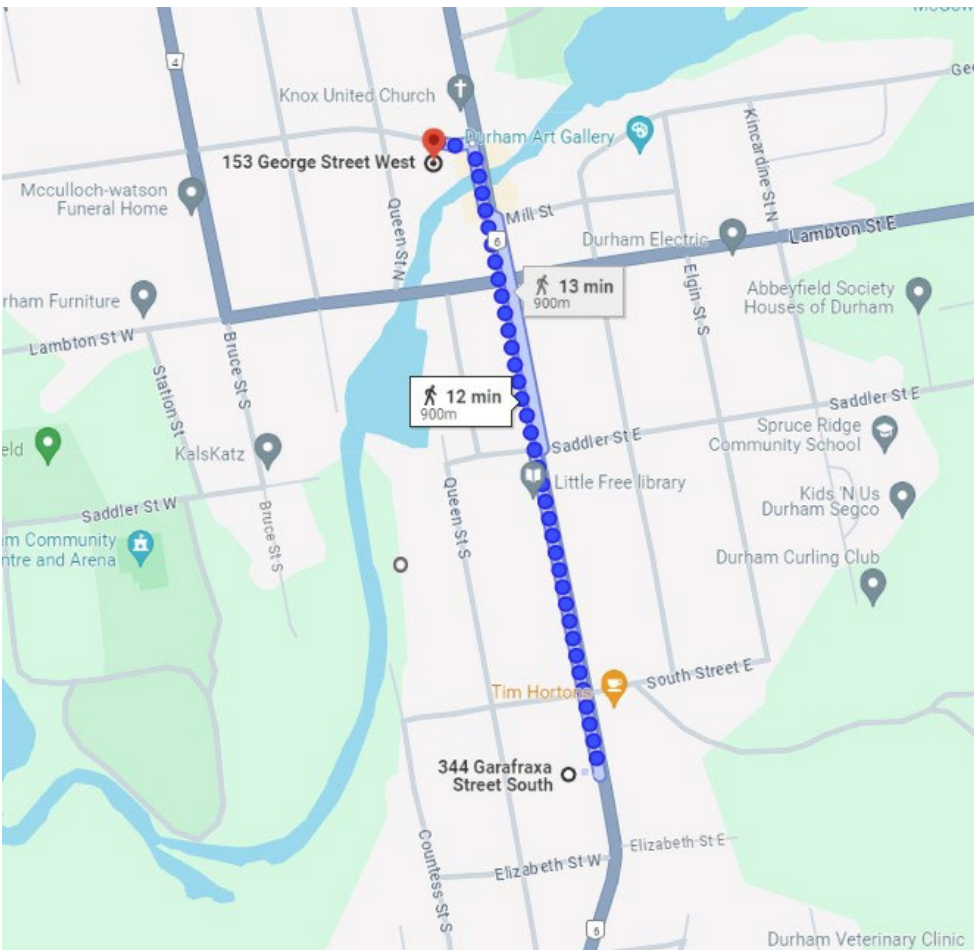 McGow
4
Geo
Knox United Church
Durham Art Gallery
153 George Street West
Kincardine St N
Mcculloch-watson
Funeral Home
Queen St N
Mill St
6
Durham Electric
Lambton St E
13 min
900m
Elgin St S
Abbeyfield Society
Houses of Durham
rham Furniture
Lambton St W
Bruce St S
Station St
12 min
900m
Saddler St E
Saddler St E
Spruce Ridge
Community School
eld
KalsKatz
Little Free library
Queen St S
Kids 'N Us
Durham Segco
Saddler St W
Bruce St S
am Community
ntre and Arena
Durham Curling Club
South Street E
Tim Hortons
344 Garafraxa
Street South
Countess St S
Elizabeth St E
Elizabeth St W
6
Durham Veterinary Clinic